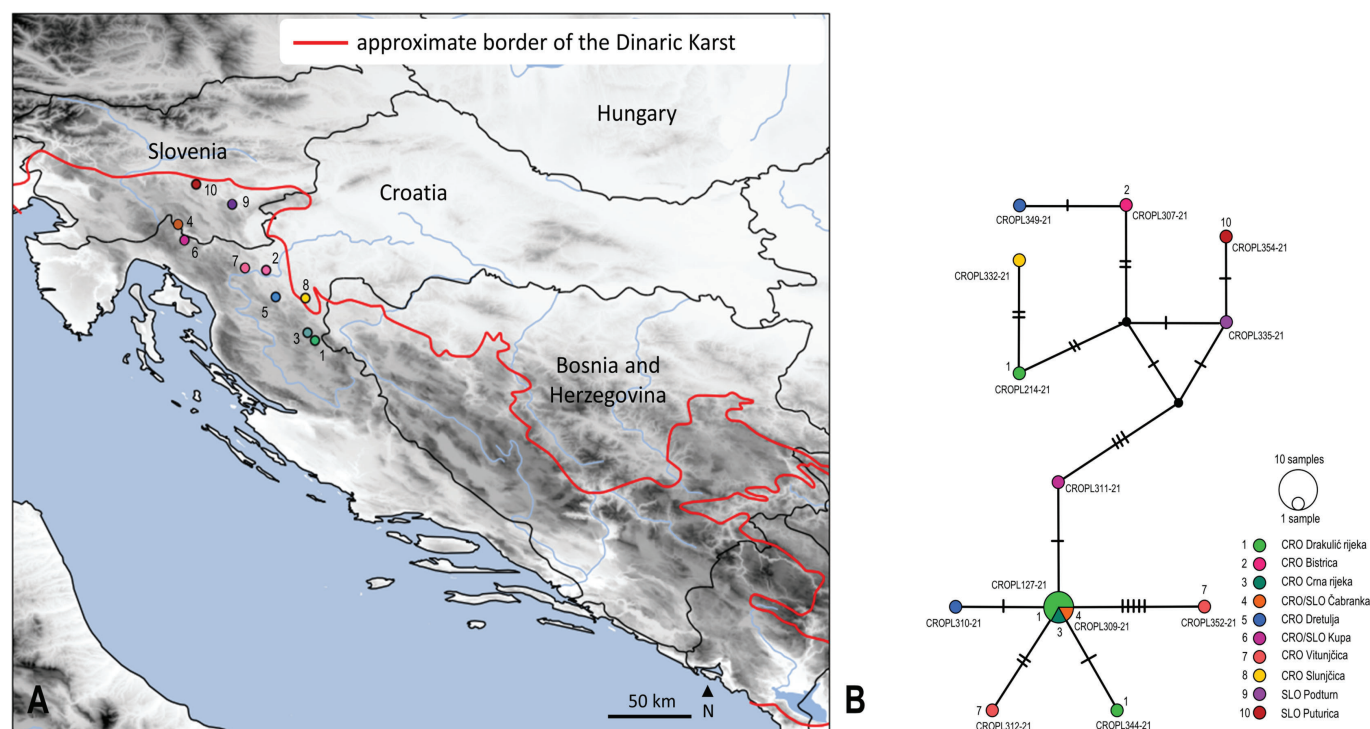 approximate border of the Dinaric Karst
Hungary
Slovenia
Croatia
10
9
4
6
7
2
5
8
3
1
Bosnia and
Herzegovina
50 km
N
A
2
CROPL349-21
CROPL307-21
10
CROPL354-21
CROPL332-21
CROPL335-21
1
CROPL214-21
CROPL311-21
CROPL127-21
CROPL310-21
1
4
3
CROPL309-21
7
CROPL352-21
7
CROPL312-21
1
CROPL344-21
B
10 samples
1 sample
1 CRO Drakulić rijeka
2 CRO Bistrica
3 CRO Crna rijeka
4 CRO/SLO Čabranka
5 CRO Dretulja
6 CRO/SLO Kupa
7 CRO Vitunjčica
8 CRO Slunjčica
9 SLO Podturn
10 SLO Puturica